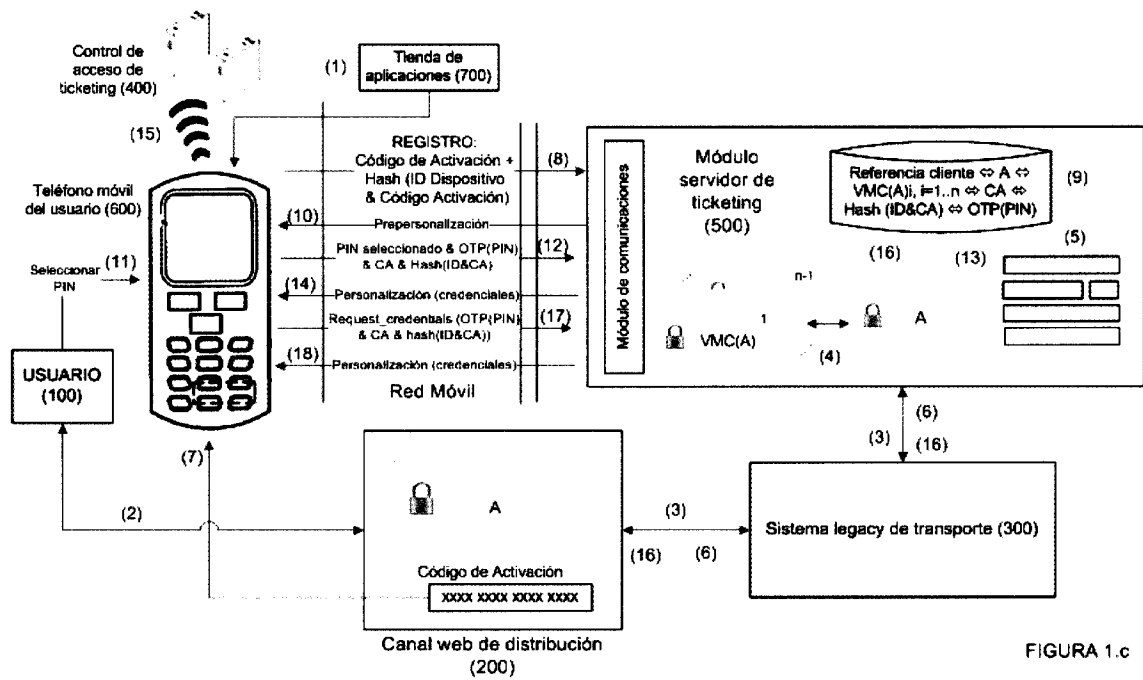 Control de
acceso de
ticketing (400)
(1)
Tienda de
aplicaciones (700)
(15)
REGISTRO:
Código de Activación +
Hash (ID Dispositivo
& Código Activación)
(8)
Módulo de comunicaciones
Módulo
servidor de
ticketing
(500)
Referencia cliente ⇔ A ⇔
VMC(A)i, i=1..n ⇔ CA ⇔
Hash (ID&CA) ⇔ OTP(PIN)
(9)
Teléfono móvil
del usuario (600)
(10)
Prepersonalización
PIN seleccionado & OTP(PIN)
& CA & Hash(ID&CA)
(12)
(16)
(13)
(5)
Seleccionar
PIN
(11)
(14)
Personalización (credenciales)
n-1
Request_credentials (OTP(PIN)
& CA & hash(ID&CA))
(17)
1
VMC(A)
A
(4)
(18)
Personalización (credenciales)
Red Móvil
USUARIO
(100)
(6)
(3)
(16)
(7)
(2)
A
(3)
(16)
(6)
Sistema legacy de transporte (300)
Código de Activación
XXXX XXXX XXXX XXXX
Canal web de distribución
(200)
FIGURA 1.c